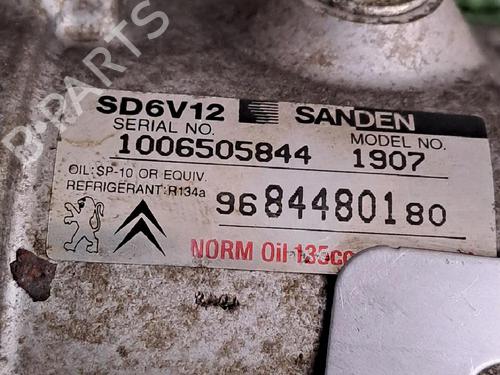 B-PARTS
SD6V12 SANDEN
SERIAL NO. MODEL NO.
1006505844 1907
OIL:SP-10 OR EQUIV.
REFRIGERANT:R134a
9684480180
NORM Oil 135cc